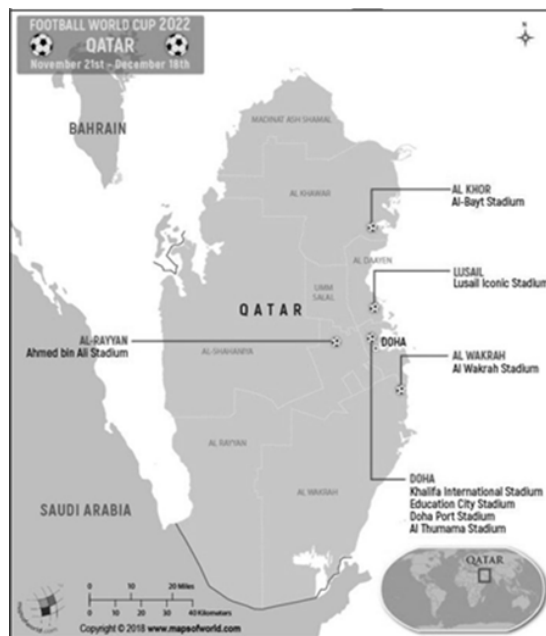 FOOTBALL WORLD CUP 2022
QATAR
November 21st - December 18th
BAHRAIN
MADINAT ASH SHAMAL
AL KHAWAR
AL KHOR
Al-Bayt Stadium
AL DAAYEN
UMM
SALAL
LUSAIL
Lusail Iconic Stadium
QATAR
AL-RAYYAN
Ahmed bin Ali Stadium
AL-SHAHANIYA
DOHA
AL WAKRAH
Al Wakrah Stadium
AL RAYYAN
AL WAKRAH
DOHA
Khalifa International Stadium
Education City Stadium
Doha Port Stadium
Al Thumama Stadium
SAUDI ARABIA
QATAR
0 10 20 Miles
0 20 40 Kilometers
Copyright © 2018 www.mapsofworld.com